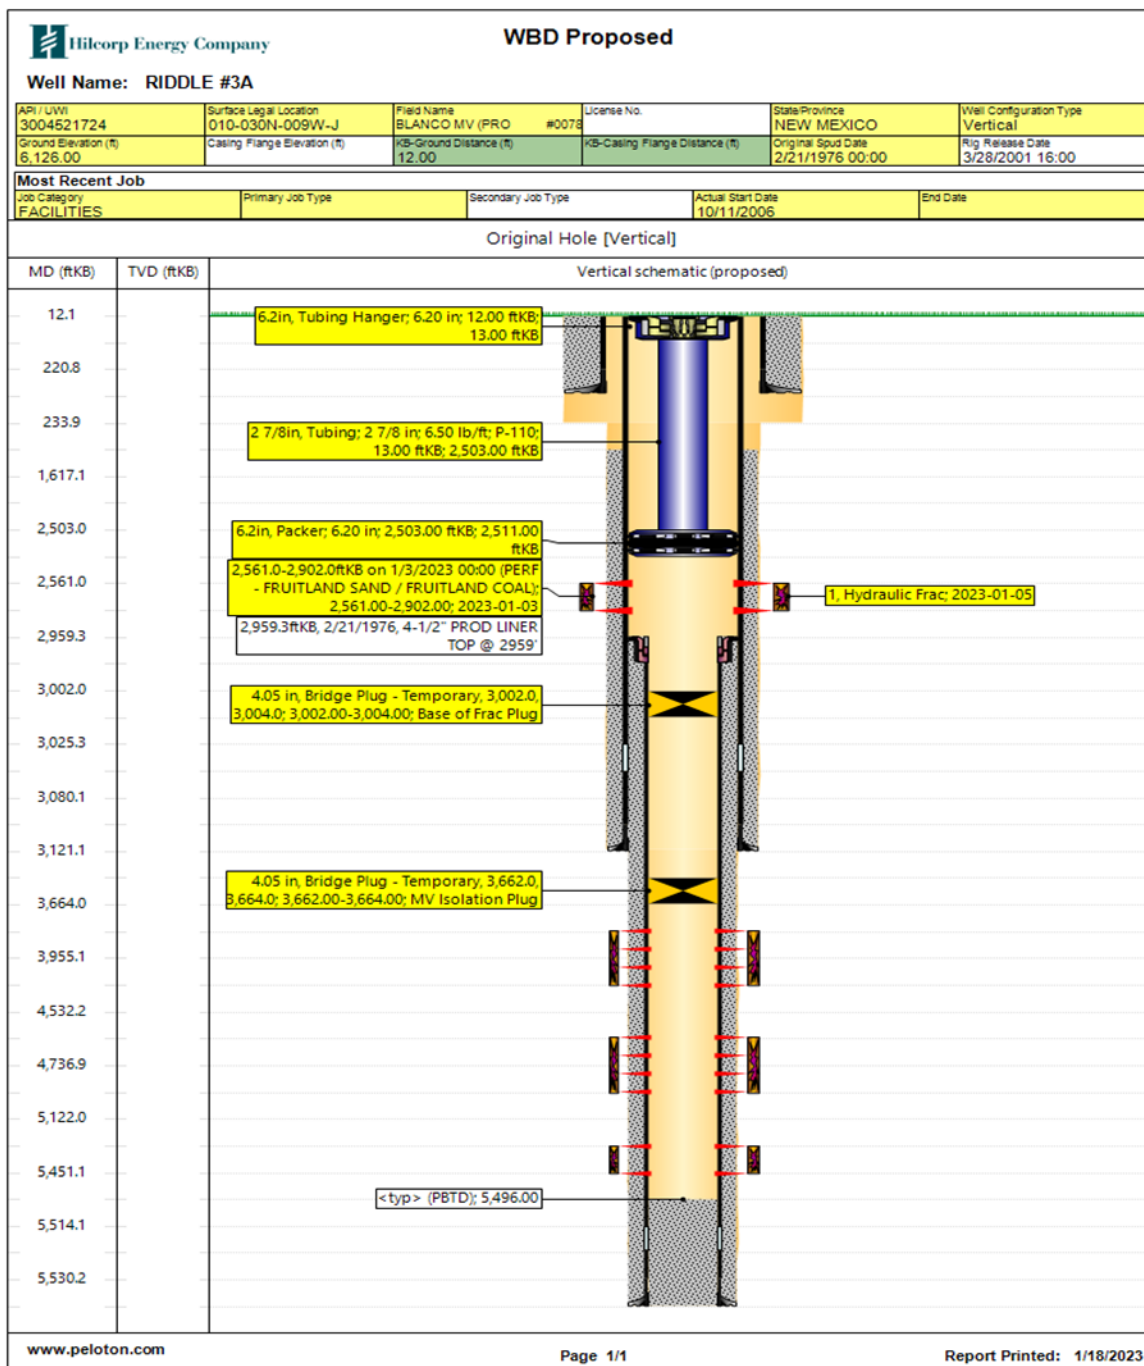 Hilcorp Energy Company
WBD Proposed
Well Name: RIDDLE #3A
API / UWI
3004521724
Surface Legal Location
010-030N-009W-J
Field Name
BLANCO MV (PRO #0078
License No.
State/Province
NEW MEXICO
Well Configuration Type
Vertical
Ground Elevation (ft)
6,126.00
Casing Flange Elevation (ft)
KB-Ground Distance (ft)
12.00
KB-Casing Flange Distance (ft)
Original Spud Date
2/21/1976 00:00
Rig Release Date
3/28/2001 16:00
Most Recent Job
Job Category
FACILITIES
Primary Job Type
Secondary Job Type
Actual Start Date
10/11/2006
End Date
Original Hole [Vertical]
MD (ftKB)
TVD (ftKB)
Vertical schematic (proposed)
12.1
6.2in, Tubing Hanger; 6.20 in; 12.00 ftKB;
13.00 ftKB
220.8
233.9
2 7/8in, Tubing; 2 7/8 in; 6.50 lb/ft; P-110;
13.00 ftKB; 2,503.00 ftKB
1,617.1
2,503.0
6.2in, Packer; 6.20 in; 2,503.00 ftKB; 2,511.00
ftKB
2,561.0
2,561.0-2,902.0ftKB on 1/3/2023 00:00 (PERF
- FRUITLAND SAND / FRUITLAND COAL);
2,561.00-2,902.00; 2023-01-03
1, Hydraulic Frac; 2023-01-05
2,959.3
2,959.3ftKB, 2/21/1976, 4-1/2" PROD LINER
TOP @ 2959'
3,002.0
4.05 in, Bridge Plug - Temporary, 3,002.0,
3,004.0; 3,002.00-3,004.00; Base of Frac Plug
3,025.3
3,080.1
3,121.1
4.05 in, Bridge Plug - Temporary, 3,662.0,
3,664.0; 3,662.00-3,664.00; MV Isolation Plug
3,664.0
3,955.1
4,532.2
4,736.9
5,122.0
5,451.1
<typ> (PBTD); 5,496.00
5,514.1
5,530.2
www.peloton.com
Page 1/1
Report Printed: 1/18/2023